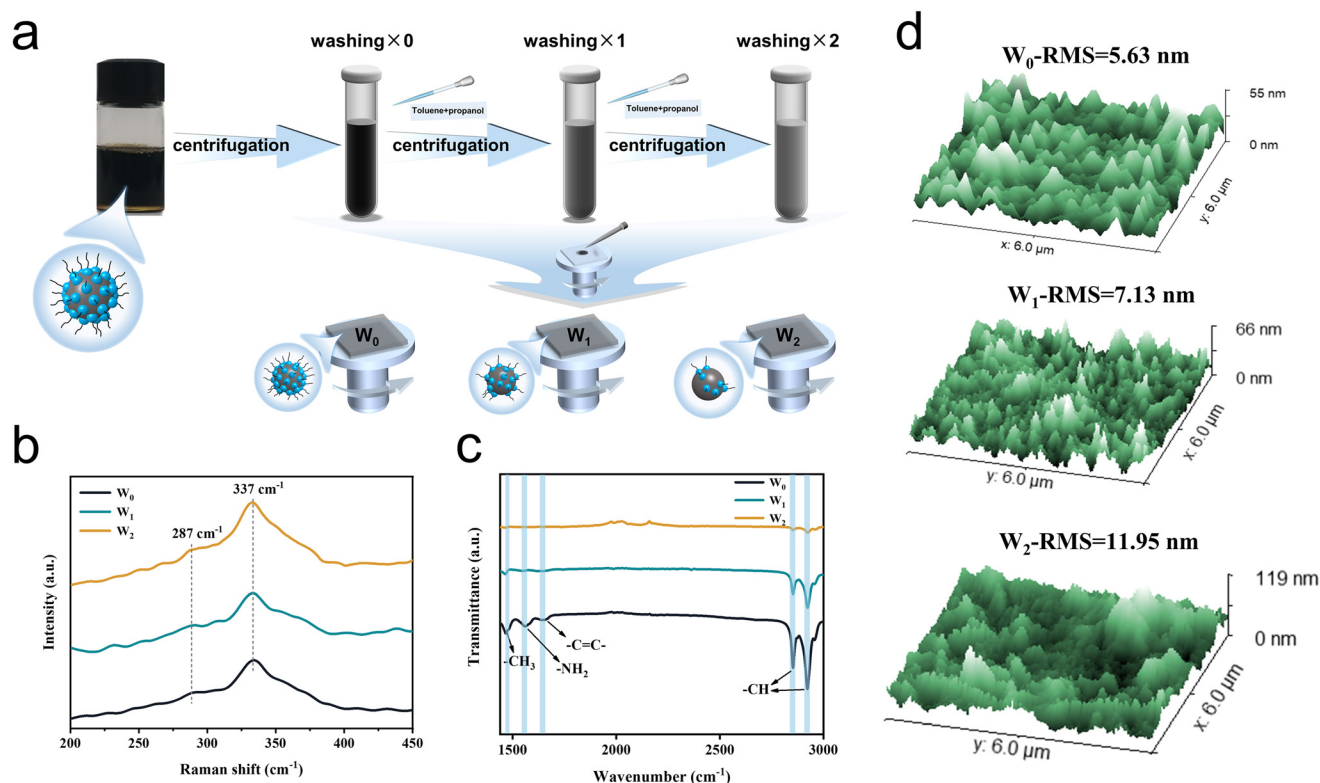 a
washing×0
washing×1
washing×2
Toluene+propanol
Toluene+propanol
centrifugation
centrifugation
centrifugation
W₀
W₁
W₂
b
W₀
W₁
W₂
287 cm⁻¹
337 cm⁻¹
Intensity (a.u.)
200
250
300
350
400
450
Raman shift (cm⁻¹)
c
W₀
W₁
W₂
-CH₃
-NH₂
-C=C-
-CH
Transmittance (a.u.)
1500
2000
2500
3000
Wavenumber (cm⁻¹)
d
W₀-RMS=5.63 nm
55 nm
0 nm
x: 6.0 µm
y: 6.0 µm
W₁-RMS=7.13 nm
66 nm
0 nm
y: 6.0 µm
x: 6.0 µm
W₂-RMS=11.95 nm
119 nm
0 nm
y: 6.0 µm
x: 6.0 µm